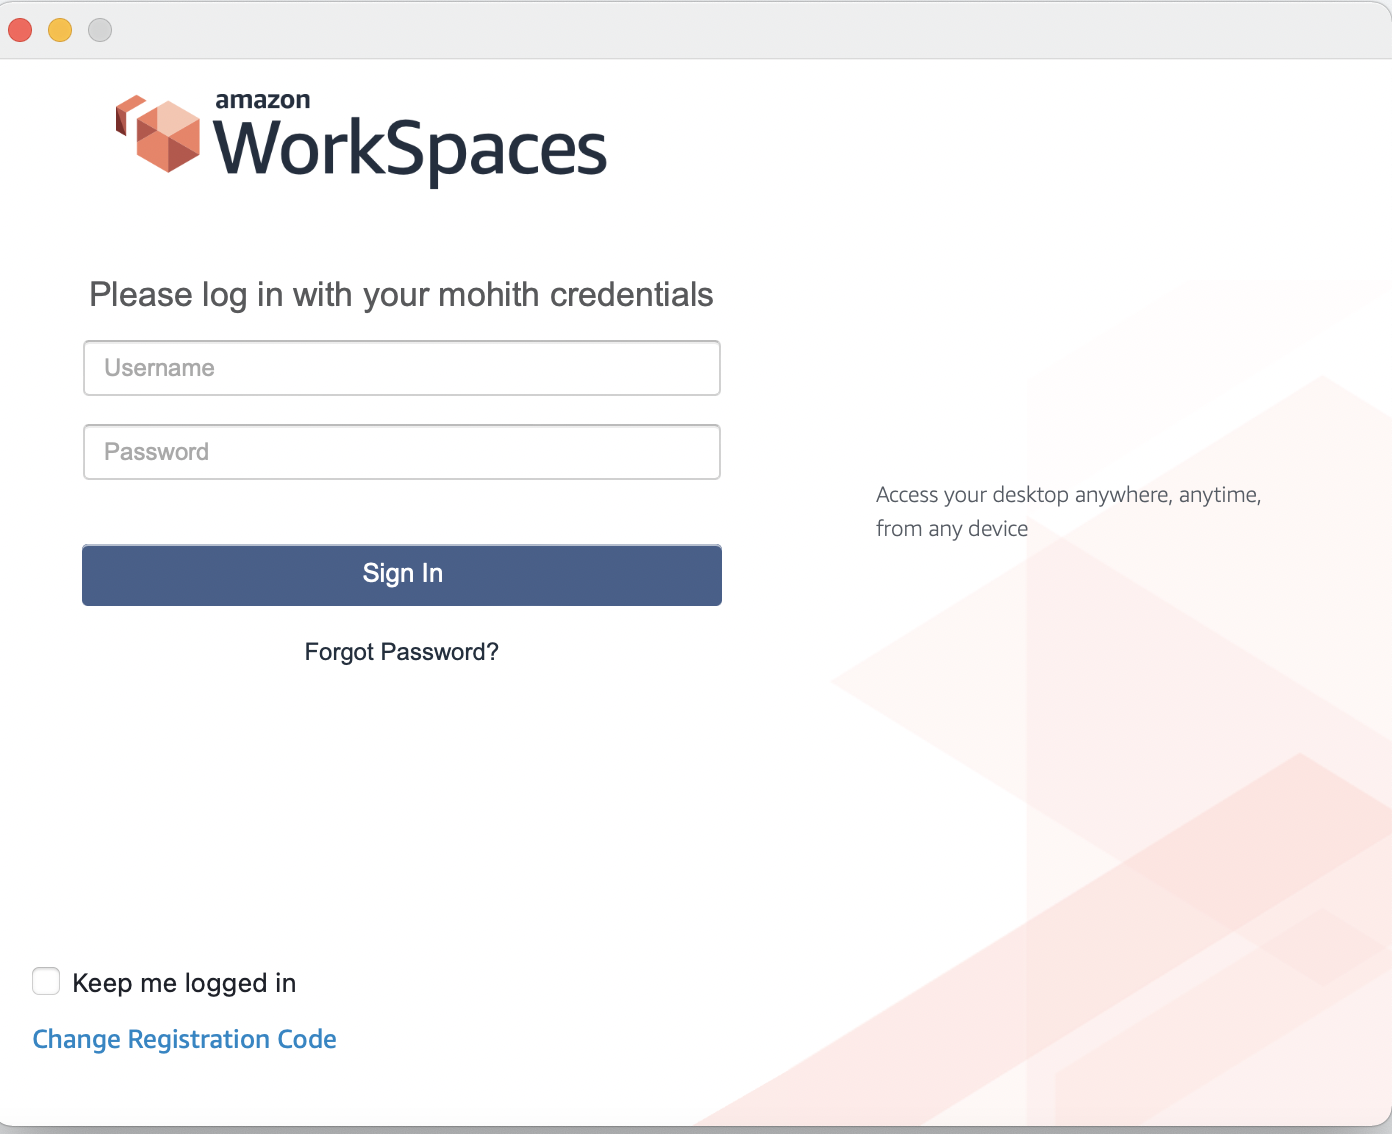 amazon
WorkSpaces
Please log in with your mohith credentials
Username
Password
Sign In
Forgot Password?
Access your desktop anywhere, anytime,
from any device
Keep me logged in
Change Registration Code